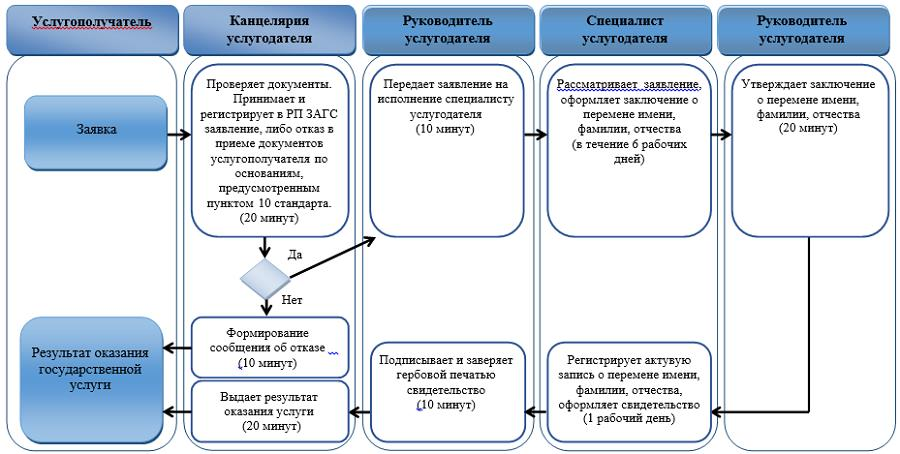 Услугополучатель
Канцелярия
услугодателя
Руководитель
услугодателя
Специалист
услугодателя
Руководитель
услугодателя
Заявка
Проверяет документы.
Принимает и
регистрирует в РП ЗАГС
заявление, либо отказ в
приеме документов
услугополучателя по
основаниям,
предусмотренным
пунктом 10 стандарта.
(20 минут)
Передает заявление на
исполнение специалисту
услугодателя
(10 минут)
Рассматривает заявление,
оформляет заключение о
перемене имени,
фамилии, отчества
(в течение 6 рабочих
дней)
Утверждает заключение
о перемене имени,
фамилии, отчества
(20 минут)
Да
Нет
Результат оказания
государственной
услуги
Формирование
сообщения об отказе
(10 минут)
Выдает результат
оказания услуги
(20 минут)
Подписывает и заверяет
гербовой печатью
свидетельство
(10 минут)
Регистрирует актувую
запись о перемене имени,
фамилии, отчества,
оформляет свидетельство
(1 рабочий день)